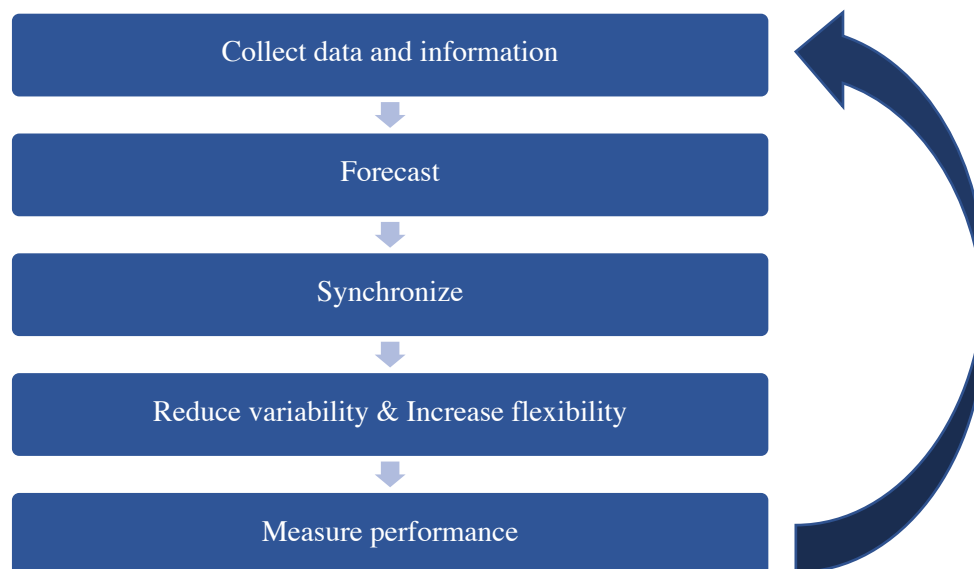 Collect data and information
Forecast
Synchronize
Reduce variability & Increase flexibility
Measure performance